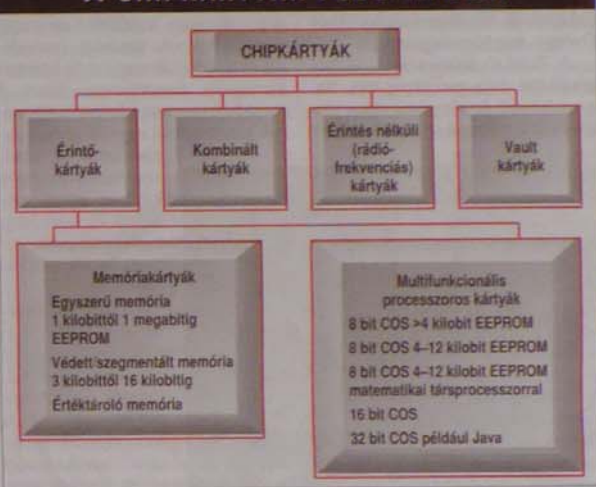 CHIPKÁRTYÁK
Érintő-
kártyák
Kombinált
kártyák
Érintés nélküli
(rádió-
frekvenciás)
kártyák
Vault
kártyák
Memóriakártyák
Egyszerű memória
1 kilobittől 1 megabitig
EEPROM
Védett/szegmentált memória
3 kilobittől 16 kilobitig
Értéktároló memória
Multifunkcionális
processzoros kártyák
8 bit COS >4 kilobit EEPROM
8 bit COS 4–12 kilobit EEPROM
8 bit COS 4–12 kilobit EEPROM
matematikai társprocesszorral
16 bit COS
32 bit COS például Java